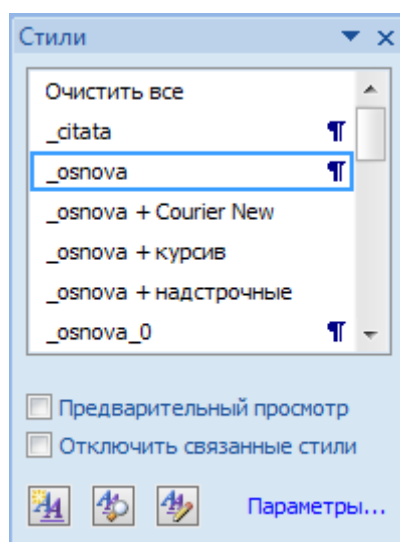 Стили
Очистить все
_citata ¶
_osnova ¶
_osnova + Courier New
_osnova + курсив
_osnova + надстрочные
_osnova_0 ¶
Предварительный просмотр
Отключить связанные стили
Параметры...